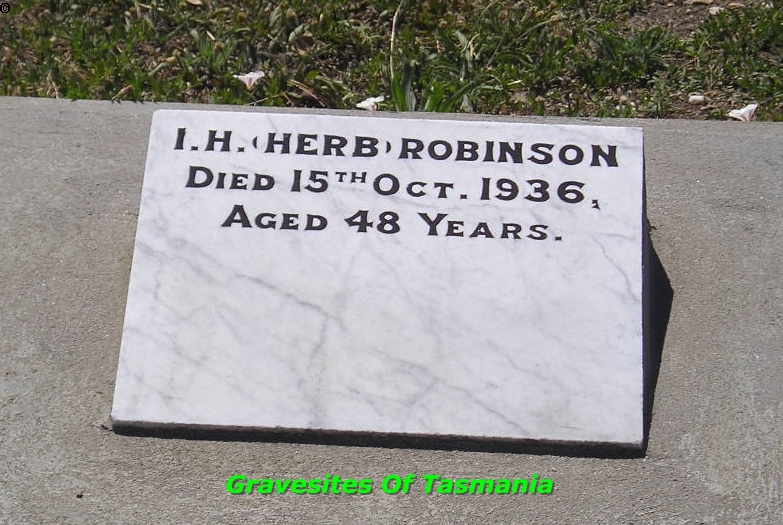 I.H. (HERB) ROBINSON
DIED 15TH OCT. 1936,
AGED 48 YEARS.
Gravesites Of Tasmania